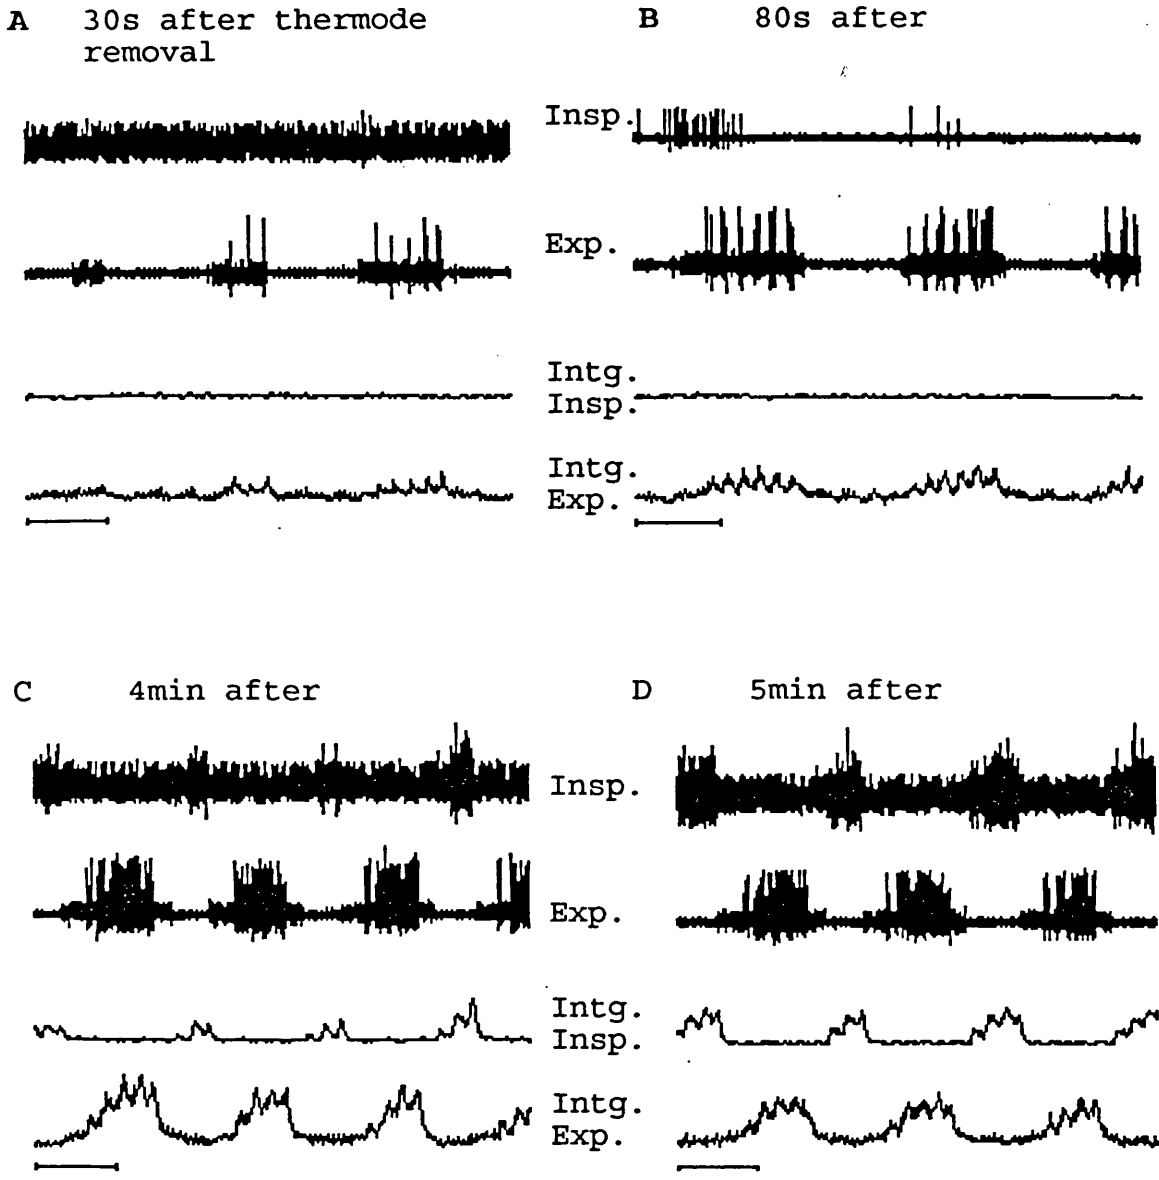 A 30s after thermode
removal
B 80s after
Insp.
Exp.
Intg.
Insp.
Intg.
Exp.
C 4min after
D 5min after
Insp.
Exp.
Intg.
Insp.
Intg.
Exp.